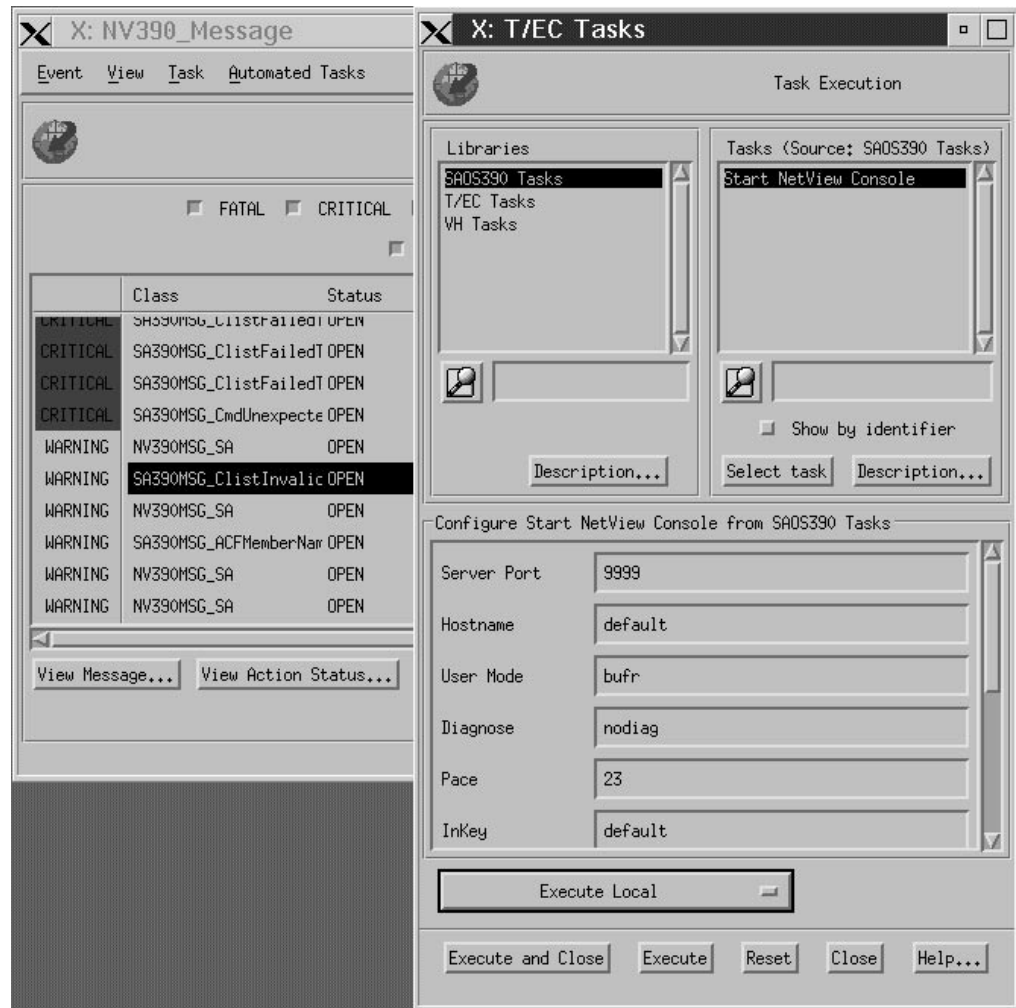 X: NV390_Message
Event View Task Automated Tasks
FATAL CRITICAL
Class Status
CRITICAL SA390MSG_ClistFailedT OPEN
CRITICAL SA390MSG_ClistFailedT OPEN
CRITICAL SA390MSG_ClistFailedT OPEN
CRITICAL SA390MSG_CmdUnexpecte OPEN
WARNING NV390MSG_SA OPEN
WARNING SA390MSG_ClistInvalic OPEN
WARNING NV390MSG_SA OPEN
WARNING SA390MSG_ACFMemberNam OPEN
WARNING NV390MSG_SA OPEN
WARNING NV390MSG_SA OPEN
View Message... View Action Status...
X: T/EC Tasks
Task Execution
Libraries
SAOS390 Tasks
T/EC Tasks
VH Tasks
Description...
Tasks (Source: SAOS390 Tasks)
Start NetView Console
Show by identifier
Select task Description...
Configure Start NetView Console from SAOS390 Tasks
Server Port 9999
Hostname default
User Mode bufr
Diagnose nodiag
Pace 23
InKey default
Execute Local
Execute and Close Execute Reset Close Help...